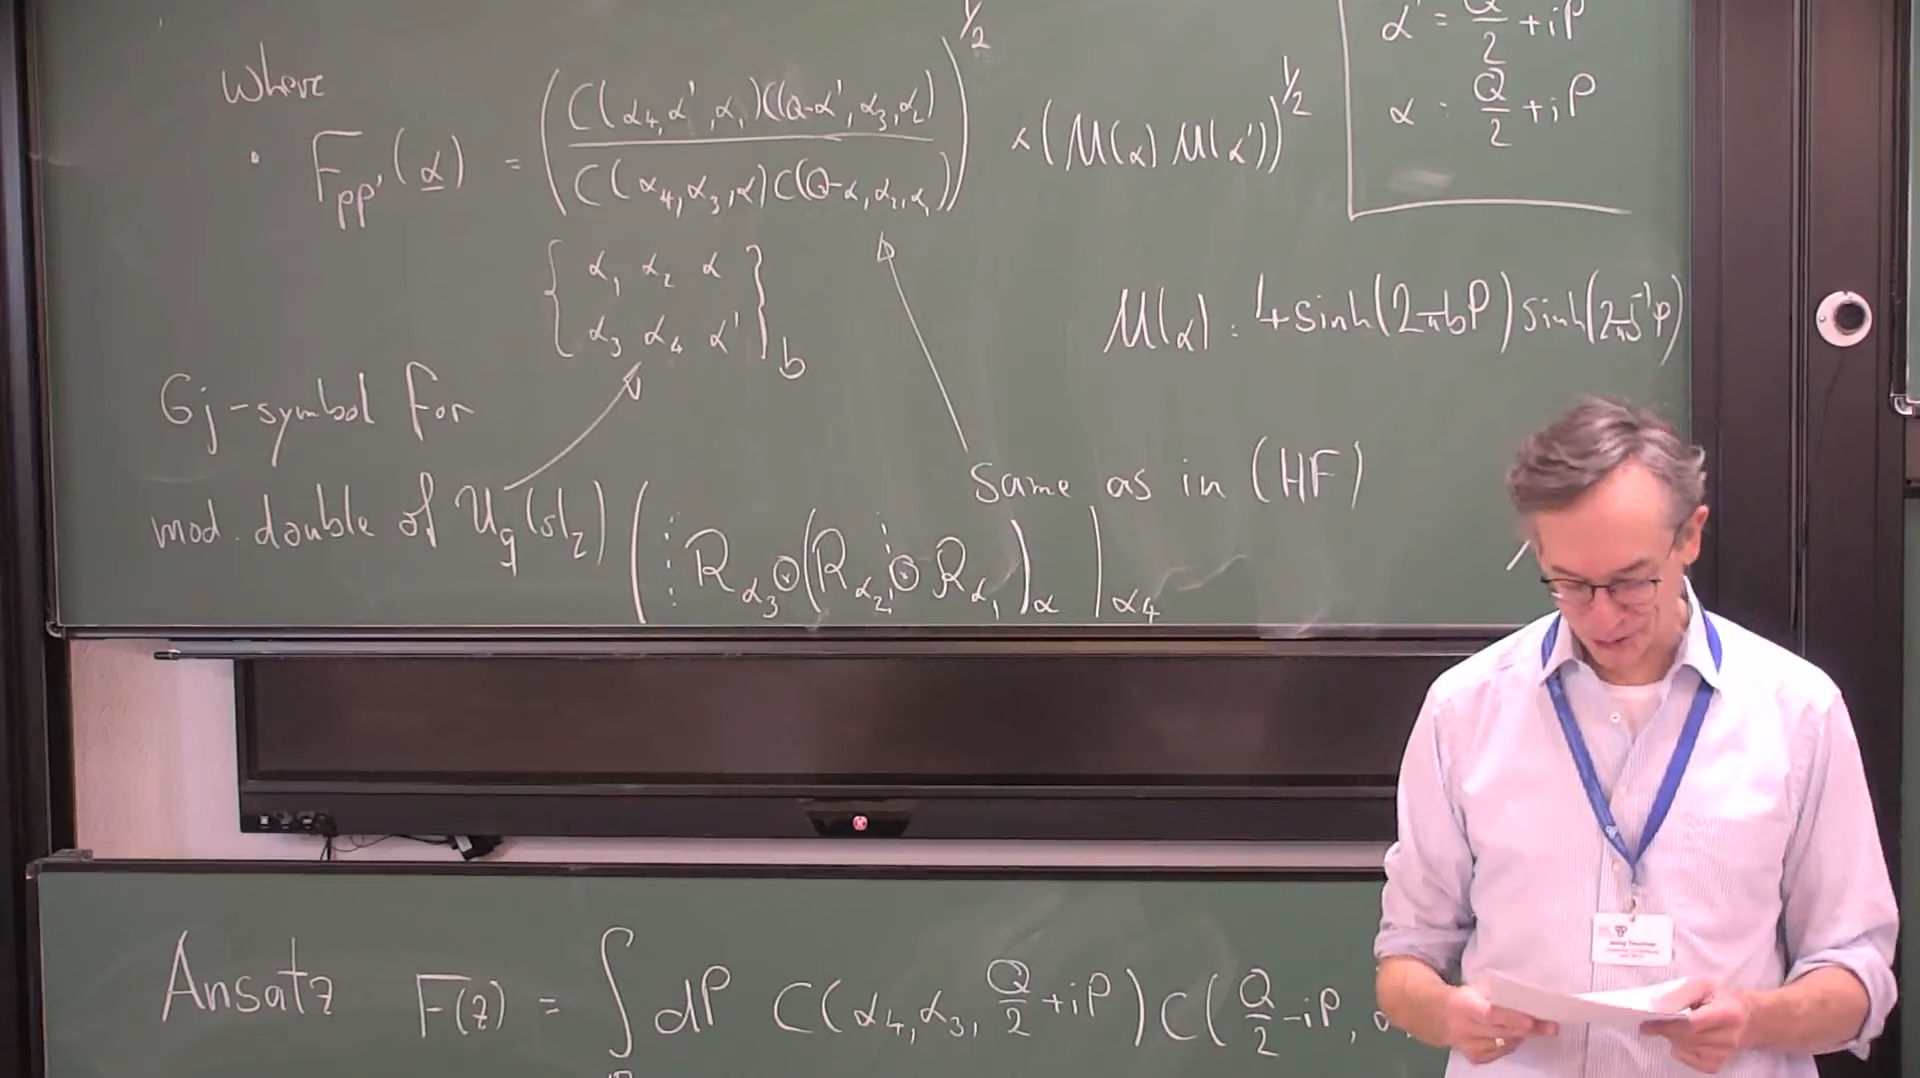 Where
• F_{PP'}(α) = ( C(α₄,α',α₁)C(Q-α',α₃,α₂) / C(α₄,α₃,α)C(Q-α,α₂,α₁) )^{1/2} × (M(α) M(α'))^{1/2}
{ α₁ α₂ α
α₃ α₄ α' }_b
α' = Q/2 + iP
α : Q/2 + iP
M(α) : 4 sinh(2πbP) sinh(2πb⁻¹P)
6j-symbol for
mod. double of U_q(sl₂)
( R_{α₃} ⊗ (R_{α₂} ⊗ R_{α₁})_α )_{α₄}
Same as in (HF)
Ansatz F(z) = ∫ dP C(α₄,α₃, Q/2 + iP) C(Q/2 - iP,